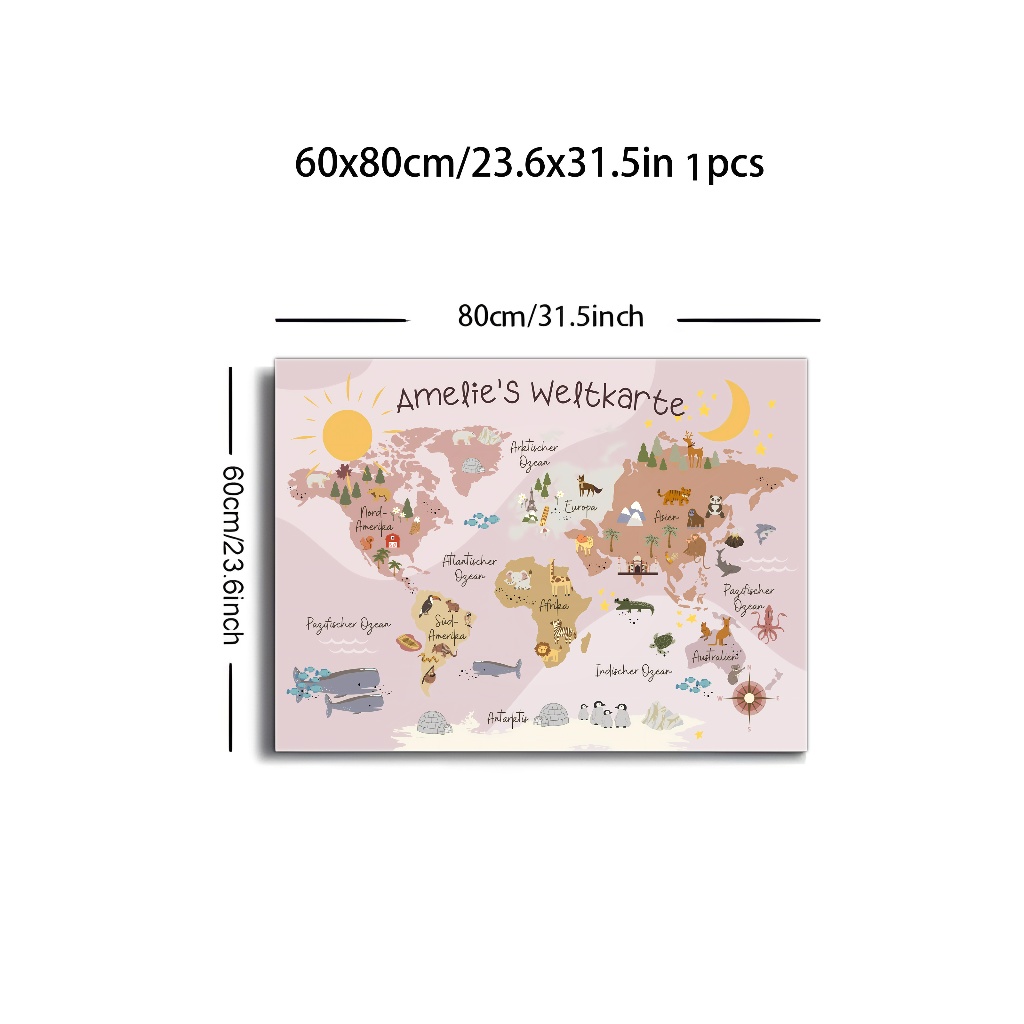 60x80cm/23.6x31.5in 1pcs
80cm/31.5inch
60cm/23.6inch
Amelie's Weltkarte
Arktischer
Ozean
Nord-
Amerika
Europa
Asien
Atlantischer
Ozean
Afrika
Pazifischer
Ozean
Pazifischer Ozean
Süd-
Amerika
Indischer Ozean
Australien
Antarktis
N
W
E
S